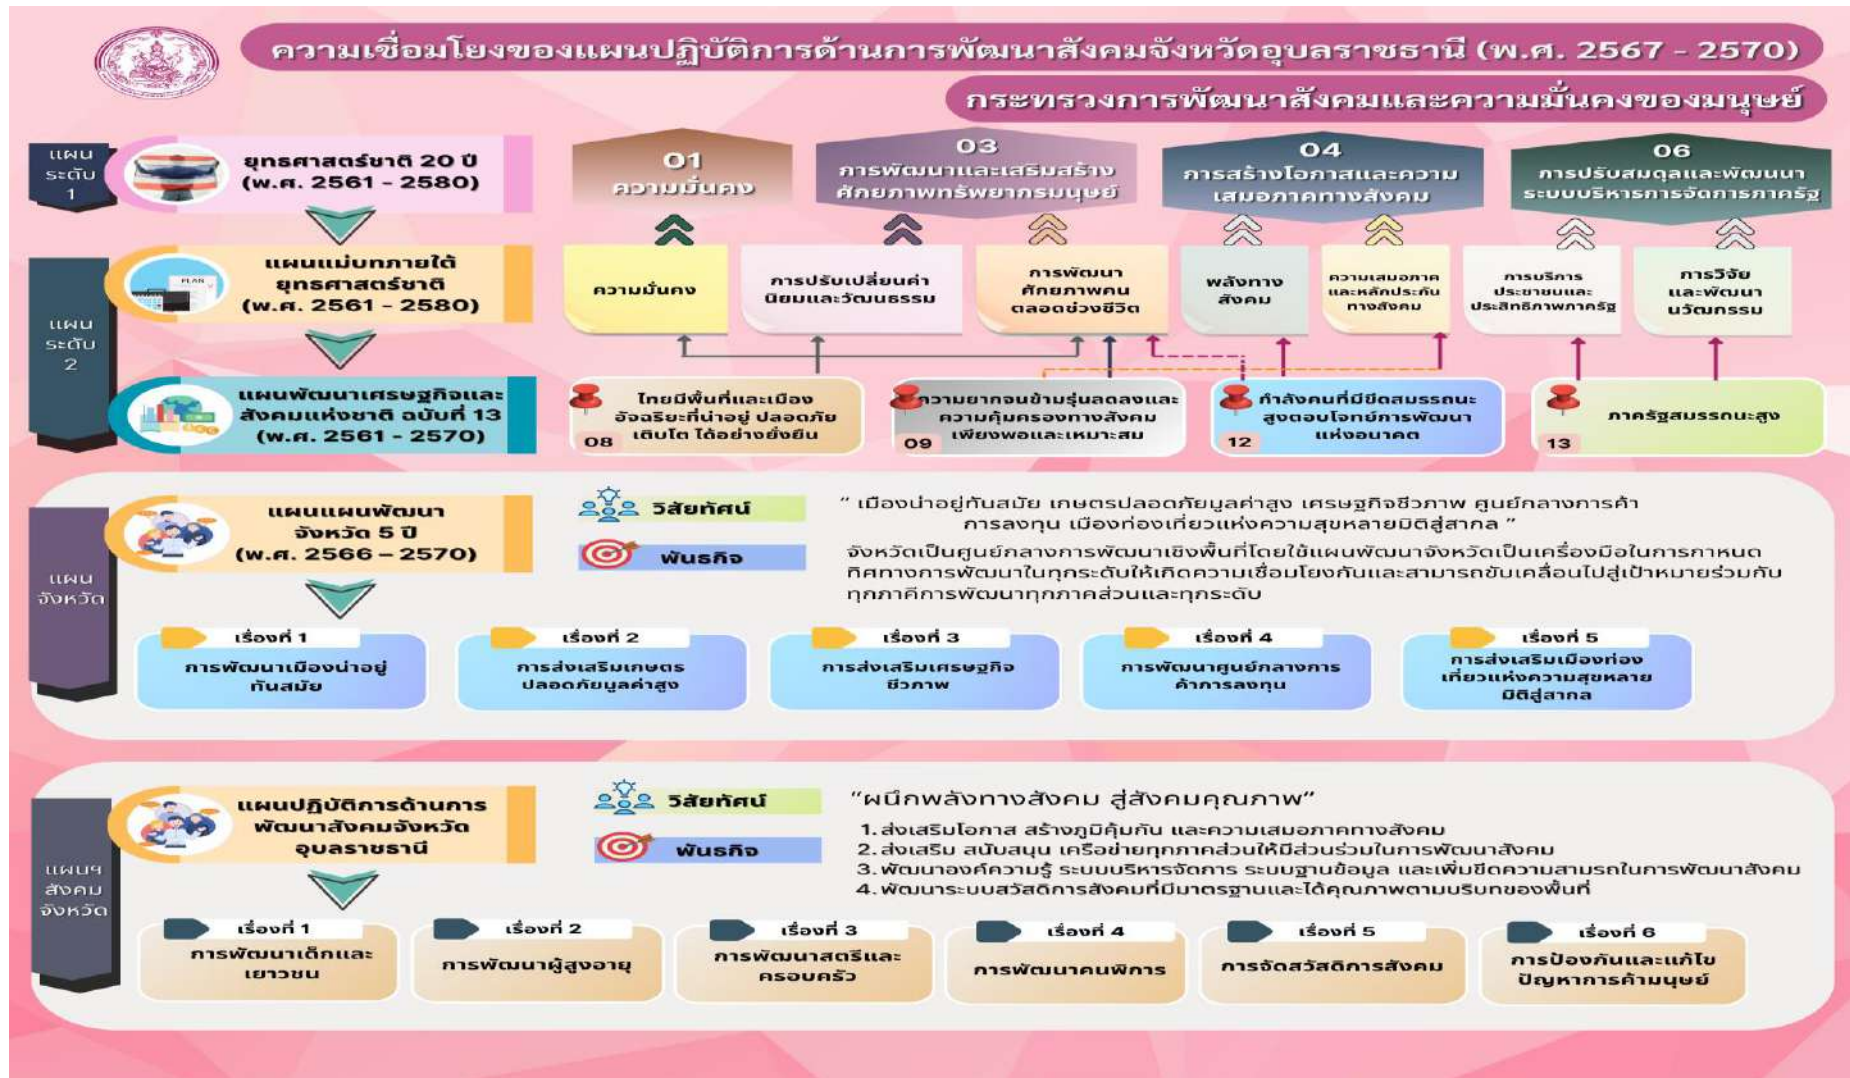 ความเชื่อมโยงของแผนปฏิบัติการด้านการพัฒนาสังคมจังหวัดอุบลราชธานี (พ.ศ. 2567 - 2570)
กระทรวงการพัฒนาสังคมและความมั่นคงของมนุษย์
แผน
ระดับ
1
ยุทธศาสตร์ชาติ 20 ปี
(พ.ศ. 2561 - 2580)
01
ความมั่นคง
03
การพัฒนาและเสริมสร้าง
ศักยภาพทรัพยากรมนุษย์
04
การสร้างโอกาสและความ
เสมอภาคทางสังคม
06
การปรับสมดุลและพัฒนนา
ระบบบริหารการจัดการภาครัฐ
แผน
ระดับ
2
แผนแม่บทภายใต้
ยุทธศาสตร์ชาติ
(พ.ศ. 2561 - 2580)
PLAN
ความมั่นคง
การปรับเปลี่ยนค่า
นิยมและวัฒนธรรม
การพัฒนา
ศักยภาพคน
ตลอดช่วงชีวิต
พลังทาง
สังคม
ความเสมอภาค
และหลักประกัน
ทางสังคม
การบริการ
ประชาชนและ
ประสิทธิภาพภาครัฐ
การวิจัย
และพัฒนา
นวัฒกรรม
แผนพัฒนาเศรษฐกิจและ
สังคมแห่งชาติ ฉบับที่ 13
(พ.ศ. 2561 - 2570)
ไทยมีพื้นที่และเมือง
อัจฉริยะที่น่าอยู่ ปลอดภัย
เติบโต ได้อย่างยั่งยืน
08
ความยากจนข้ามรุ่นลดลงและ
ความคุ้มครองทางสังคม
เพียงพอและเหมาะสม
09
กำลังคนที่มีขีดสมรรถนะ
สูงตอบโจทย์การพัฒนา
แห่งอนาคต
12
ภาครัฐสมรรถนะสูง
13
แผน
จังหวัด
แผนแผนพัฒนา
จังหวัด 5 ปี
(พ.ศ. 2566 – 2570)
วิสัยทัศน์
“ เมืองน่าอยู่ทันสมัย เกษตรปลอดภัยมูลค่าสูง เศรษฐกิจชีวภาพ ศูนย์กลางการค้า
การลงทุน เมืองท่องเที่ยวแห่งความสุขหลายมิติสู่สากล ”
พันธกิจ
จังหวัดเป็นศูนย์กลางการพัฒนาเชิงพื้นที่โดยใช้แผนพัฒนาจังหวัดเป็นเครื่องมือในการกาหนด
ทิศทางการพัฒนาในทุกระดับให้เกิดความเชื่อมโยงกันและสามารถขับเคลื่อนไปสู่เป้าหมายร่วมกับ
ทุกภาคีการพัฒนาทุกภาคส่วนและทุกระดับ
เรื่องที่ 1
การพัฒนาเมืองน่าอยู่
ทันสมัย
เรื่องที่ 2
การส่งเสริมเกษตร
ปลอดภัยมูลค่าสูง
เรื่องที่ 3
การส่งเสริมเศรษฐกิจ
ชีวภาพ
เรื่องที่ 4
การพัฒนาศูนย์กลางการ
ค้าการลงทุน
เรื่องที่ 5
การส่งเสริมเมืองท่อง
เที่ยวแห่งความสุขหลาย
มิติสู่สากล
แผนฯ
สังคม
จังหวัด
แผนปฏิบัติการด้านการ
พัฒนาสังคมจังหวัด
อุบลราชธานี
วิสัยทัศน์
“ผนึกพลังทางสังคม สู่สังคมคุณภาพ”
พันธกิจ
1. ส่งเสริมโอกาส สร้างภูมิคุ้มกัน และความเสมอภาคทางสังคม
2. ส่งเสริม สนับสนุน เครือข่ายทุกภาคส่วนให้มีส่วนร่วมในการพัฒนาสังคม
3. พัฒนาองค์ความรู้ ระบบบริหารจัดการ ระบบฐานข้อมูล และเพิ่มขีดความสามรถในการพัฒนาสังคม
4. พัฒนาระบบสวัสดิการสังคมที่มีมาตรฐานและได้คุณภาพตามบริบทของพื้นที่
เรื่องที่ 1
การพัฒนาเด็กและ
เยาวชน
เรื่องที่ 2
การพัฒนาผู้สูงอายุ
เรื่องที่ 3
การพัฒนาสตรีและ
ครอบครัว
เรื่องที่ 4
การพัฒนาคนพิการ
เรื่องที่ 5
การจัดสวัสดิการสังคม
เรื่องที่ 6
การป้องกันและแก้ไข
ปัญหาการค้ามนุษย์